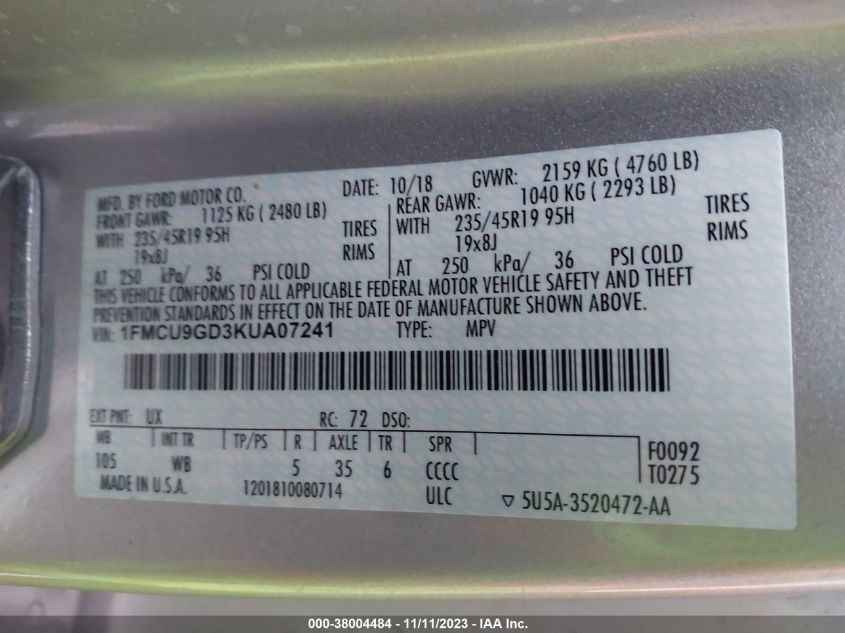 MFD. BY FORD MOTOR CO. DATE: 10/18 GVWR: 2159 KG ( 4760 LB)
FRONT GAWR: 1125 KG ( 2480 LB) REAR GAWR: 1040 KG ( 2293 LB)
WITH 235/45R19 95H TIRES WITH 235/45R19 95H TIRES
19x8J RIMS 19x8J RIMS
AT 250 kPa/ 36 PSI COLD AT 250 kPa/ 36 PSI COLD
THIS VEHICLE CONFORMS TO ALL APPLICABLE FEDERAL MOTOR VEHICLE SAFETY AND THEFT
PREVENTION STANDARDS IN EFFECT ON THE DATE OF MANUFACTURE SHOWN ABOVE.
VIN: 1FMCU9GD3KUA07241 TYPE: MPV
EXT PNT: UX RC: 72 DSO:
WB INT TR TP/PS R AXLE TR SPR F0092
105 WB 5 35 6 CCCC T0275
MADE IN U.S.A. 1201810080714 ULC ▽ 5U5A-3520472-AA
000-38004484 - 11/11/2023 - IAA Inc.